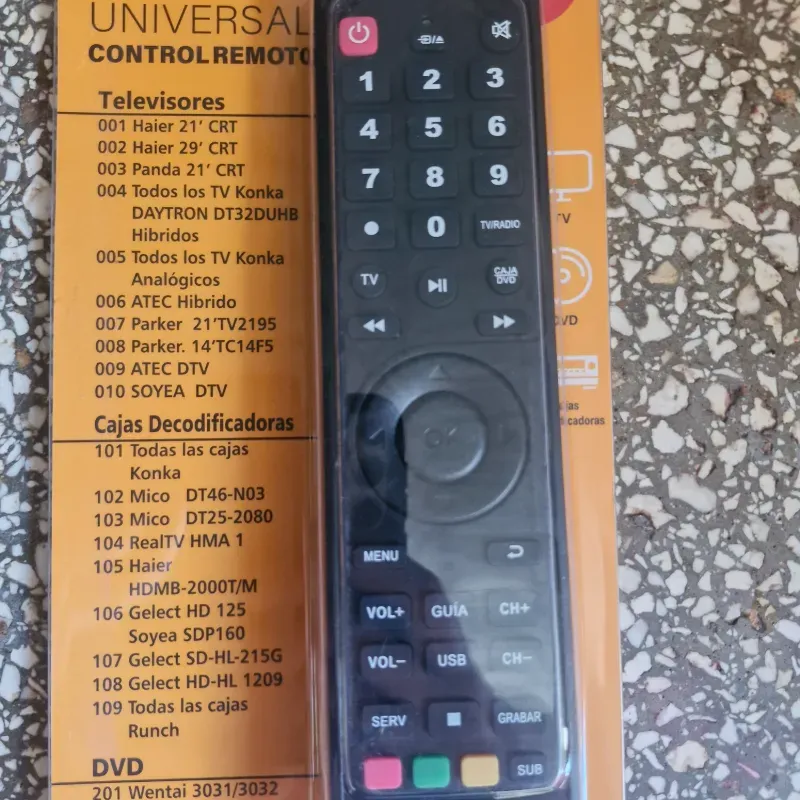 UNIVERSAL
CONTROL REMOTO
Televisores
001 Haier 21' CRT
002 Haier 29' CRT
003 Panda 21' CRT
004 Todos los TV Konka
DAYTRON DT32DUHB
Hibridos
005 Todos los TV Konka
Analógicos
006 ATEC Hibrido
007 Parker 21'TV2195
008 Parker. 14'TC14F5
009 ATEC DTV
010 SOYEA DTV
Cajas Decodificadoras
101 Todas las cajas
Konka
102 Mico DT46-N03
103 Mico DT25-2080
104 RealTV HMA 1
105 Haier
HDMB-2000T/M
106 Gelect HD 125
Soyea SDP160
107 Gelect SD-HL-215G
108 Gelect HD-HL 1209
109 Todas las cajas
Runch
DVD
201 Wentai 3031/3032
1 2 3
4 5 6
7 8 9
0 TV/RADIO
TV CAJA
DVD
OK
MENU
VOL+ GUÍA CH+
VOL– USB CH–
SERV GRABAR
SUB
TV